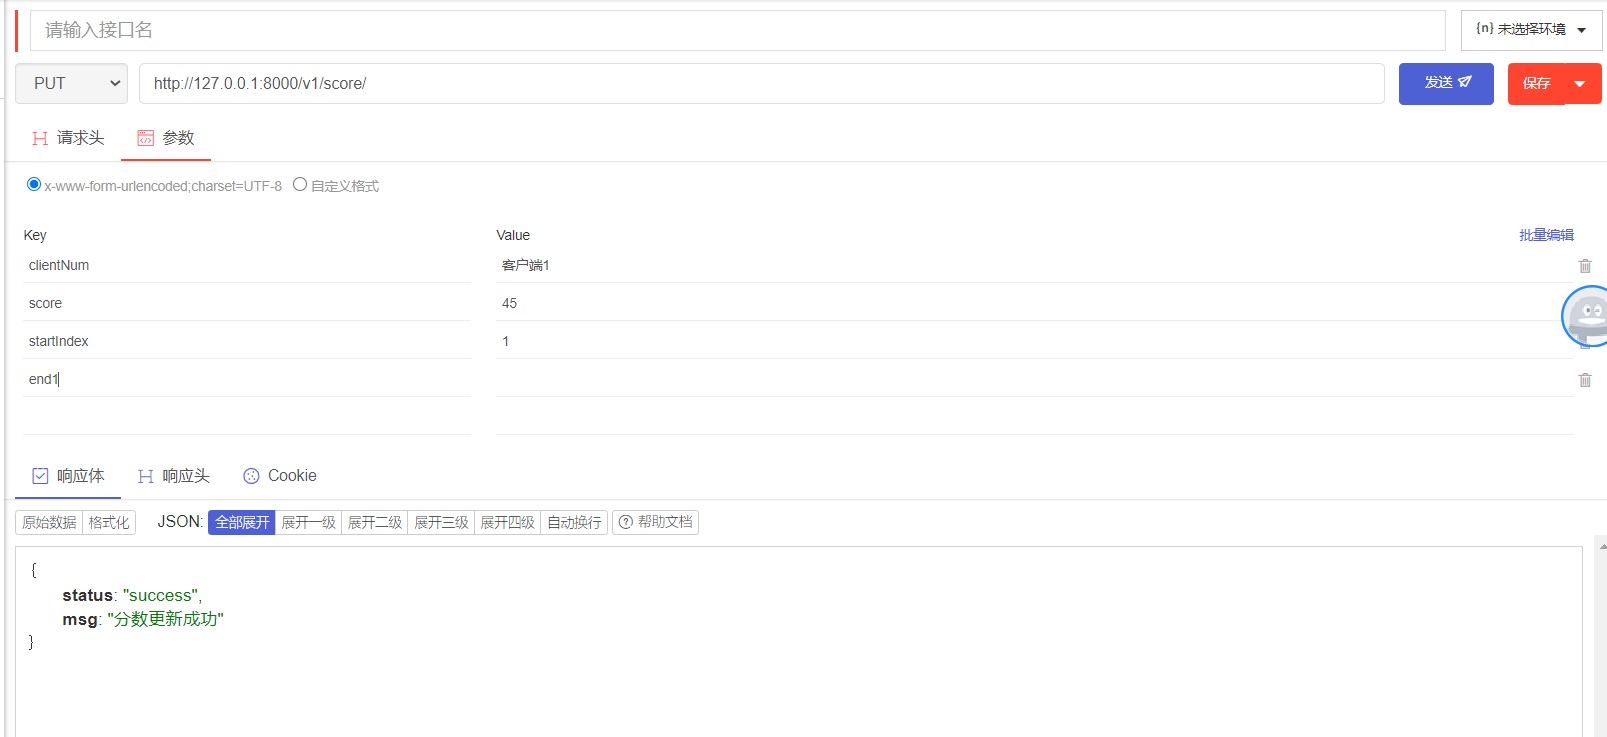 请输入接口名
{n} 未选择环境
PUT
http://127.0.0.1:8000/v1/score/
发送
保存
请求头
参数
x-www-form-urlencoded;charset=UTF-8
自定义格式
Key
Value
批量编辑
clientNum
客户端1
score
45
startIndex
1
end1
响应体
响应头
Cookie
原始数据
格式化
JSON:
全部展开
展开一级
展开二级
展开三级
展开四级
自动换行
帮助文档
{
status: "success",
msg: "分数更新成功"
}